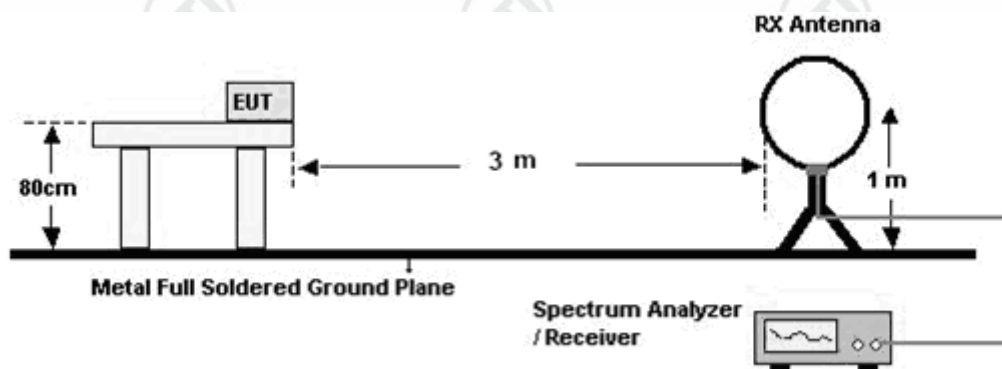 RX Antenna
EUT
3 m
80cm
1 m
Metal Full Soldered Ground Plane
Spectrum Analyzer
/ Receiver